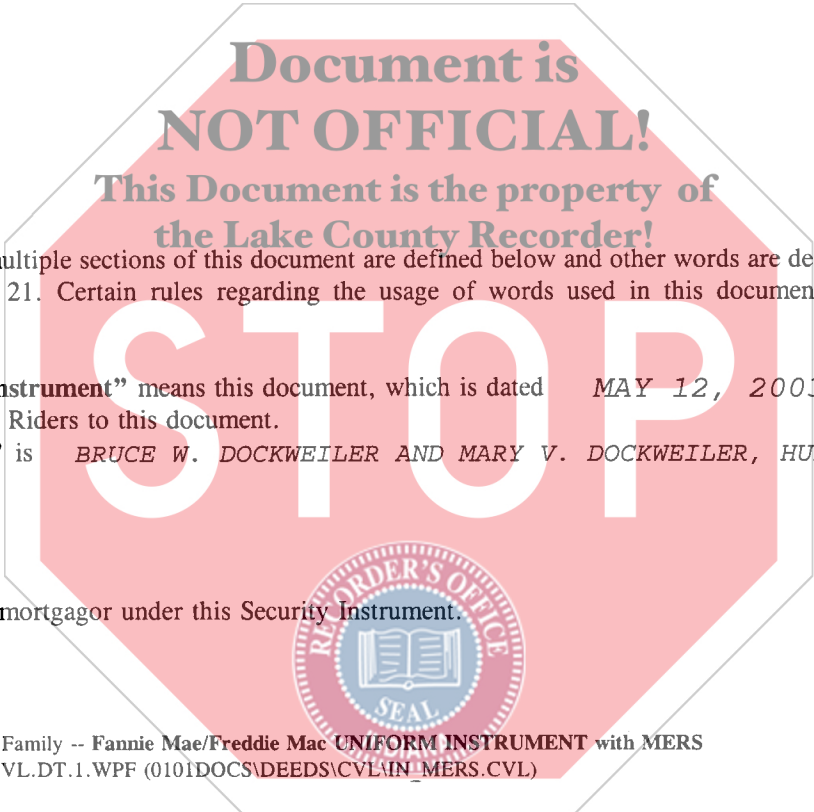 Document is
NOT OFFICIAL!
This Document is the property of
the Lake County Recorder!
ultiple sections of this document are defined below and other words are de
21. Certain rules regarding the usage of words used in this documen
STOP
nstrument” means this document, which is dated MAY 12, 2003
Riders to this document.
is BRUCE W. DOCKWEILER AND MARY V. DOCKWEILER, HU
mortgagor under this Security Instrument.
RECORDER'S OFFICE
SEAL
INDIANA
Family -- Fannie Mae/Freddie Mac UNIFORM INSTRUMENT with MERS
VL.DT.1.WPF (0101DOCS\DEEDS\CVL\IN_MERS.CVL)